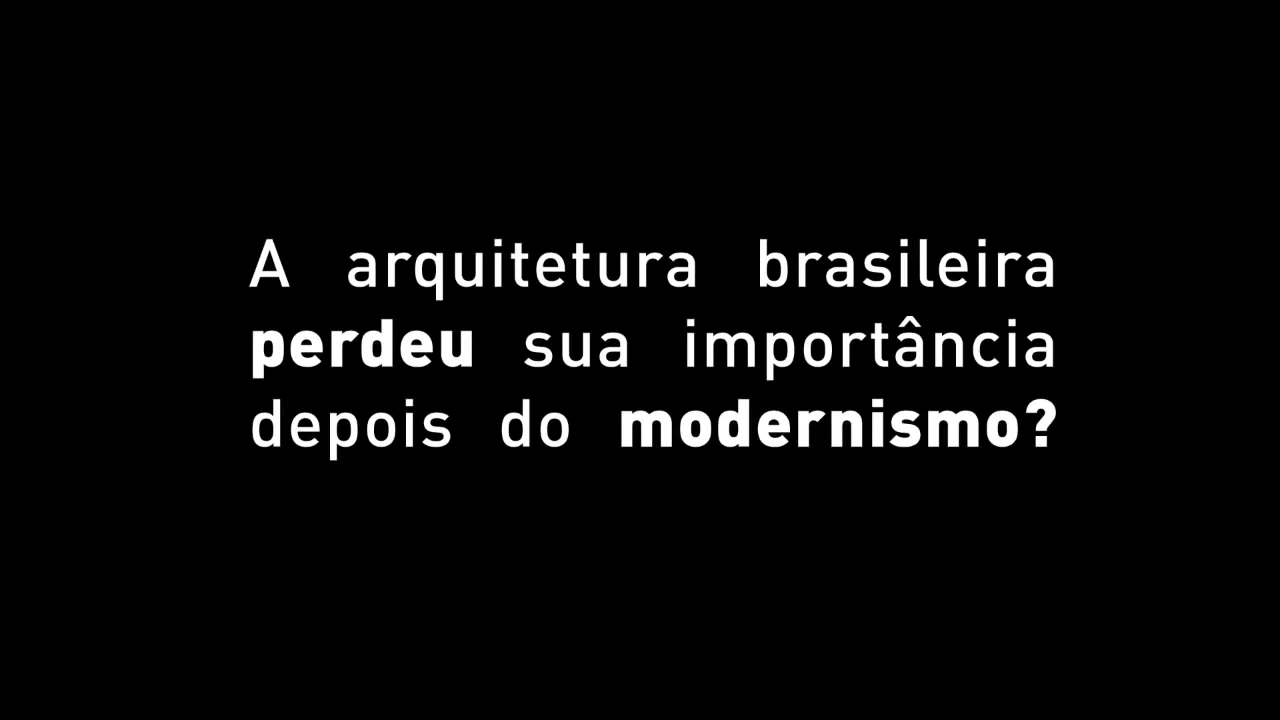 A arquitetura brasileira
perdeu sua importância
depois do modernismo?